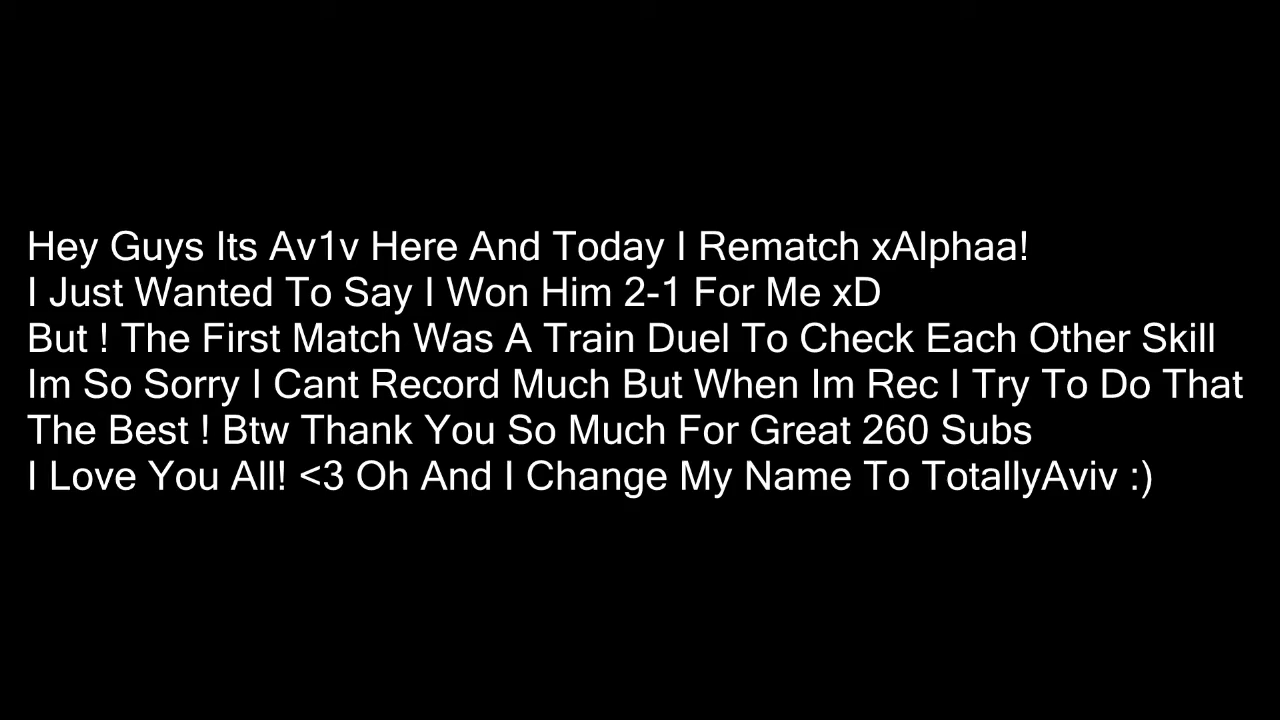 Hey Guys Its Av1v Here And Today I Rematch xAlphaa!
I Just Wanted To Say I Won Him 2-1 For Me xD
But ! The First Match Was A Train Duel To Check Each Other Skill
Im So Sorry I Cant Record Much But When Im Rec I Try To Do That
The Best ! Btw Thank You So Much For Great 260 Subs
I Love You All! <3 Oh And I Change My Name To TotallyAviv :)